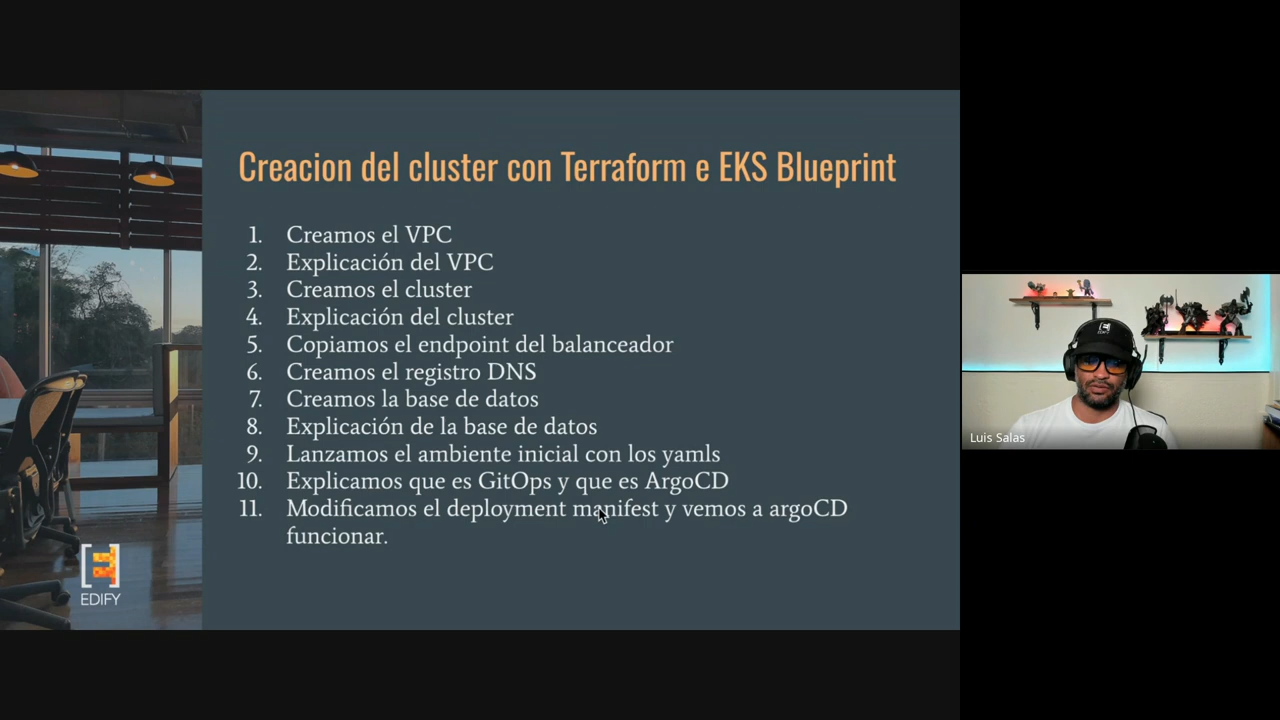 Creacion del cluster con Terraform e EKS Blueprint
1. Creamos el VPC
2. Explicación del VPC
3. Creamos el cluster
4. Explicación del cluster
5. Copiamos el endpoint del balanceador
6. Creamos el registro DNS
7. Creamos la base de datos
8. Explicación de la base de datos
9. Lanzamos el ambiente inicial con los yamls
10. Explicamos que es GitOps y que es ArgoCD
11. Modificamos el deployment manifest y vemos a argoCD
funcionar.
EDIFY
Luis Salas